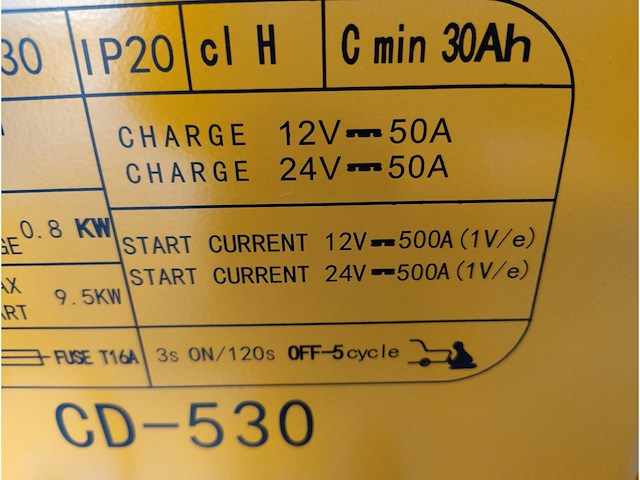 30 IP20 cl H C min 30Ah
CHARGE 12V⎓50A
CHARGE 24V⎓50A
0.8 KW
START CURRENT 12V⎓500A(1V/e)
START CURRENT 24V⎓500A(1V/e)
9.5KW
FUSE T16A 3s ON/120s OFF-5cycle
CD-530